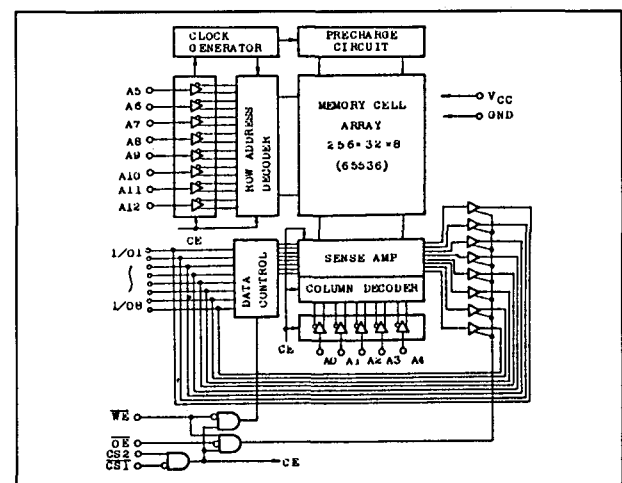 CLOCK GENERATOR
PRECHARGE CIRCUIT
A5
A6
A7
A8
A9
A10
A11
A12
ROW ADDRESS DECODER
MEMORY CELL
ARRAY
256×32×8
(65536)
VCC
GND
CE
I/O1
I/O8
DATA CONTROL
SENSE AMP
COLUMN DECODER
CE
A0 A1 A2 A3 A4
WE
OE
CS2
CS1
CE